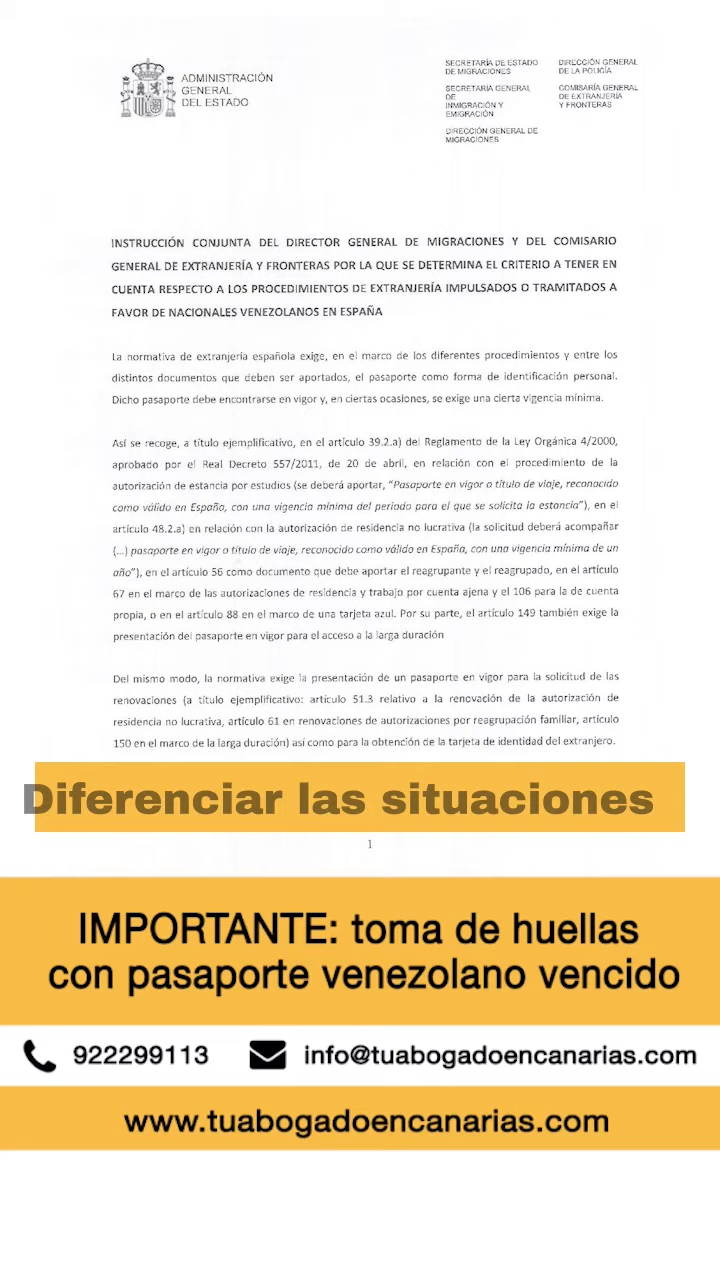 ADMINISTRACIÓN
GENERAL
DEL ESTADO
SECRETARÍA DE ESTADO
DE MIGRACIONES
SECRETARÍA GENERAL
DE
INMIGRACIÓN Y
EMIGRACIÓN
DIRECCIÓN GENERAL DE
MIGRACIONES
DIRECCIÓN GENERAL
DE LA POLICÍA
COMISARÍA GENERAL
DE EXTRANJERÍA
Y FRONTERAS
INSTRUCCIÓN CONJUNTA DEL DIRECTOR GENERAL DE MIGRACIONES Y DEL COMISARIO
GENERAL DE EXTRANJERÍA Y FRONTERAS POR LA QUE SE DETERMINA EL CRITERIO A TENER EN
CUENTA RESPECTO A LOS PROCEDIMIENTOS DE EXTRANJERÍA IMPULSADOS O TRAMITADOS A
FAVOR DE NACIONALES VENEZOLANOS EN ESPAÑA
La normativa de extranjería española exige, en el marco de los diferentes procedimientos y entre los
distintos documentos que deben ser aportados, el pasaporte como forma de identificación personal.
Dicho pasaporte debe encontrarse en vigor y, en ciertas ocasiones, se exige una cierta vigencia mínima.
Así se recoge, a título ejemplificativo, en el artículo 39.2.a) del Reglamento de la Ley Orgánica 4/2000,
aprobado por el Real Decreto 557/2011, de 20 de abril, en relación con el procedimiento de la
autorización de estancia por estudios (se deberá aportar, "Pasaporte en vigor o título de viaje, reconocido
como válido en España, con una vigencia mínima del periodo para el que se solicita la estancia"), en el
artículo 48.2.a) en relación con la autorización de residencia no lucrativa (la solicitud deberá acompañar
(...) pasaporte en vigor o título de viaje, reconocido como válido en España, con una vigencia mínima de un
año"), en el artículo 56 como documento que debe aportar el reagrupante y el reagrupado, en el artículo
67 en el marco de las autorizaciones de residencia y trabajo por cuenta ajena y el 106 para la de cuenta
propia, o en el artículo 88 en el marco de una tarjeta azul. Por su parte, el artículo 149 también exige la
presentación del pasaporte en vigor para el acceso a la larga duración
Del mismo modo, la normativa exige la presentación de un pasaporte en vigor para la solicitud de las
renovaciones (a título ejemplificativo: artículo 51.3 relativo a la renovación de la autorización de
residencia no lucrativa, artículo 61 en renovaciones de autorizaciones por reagrupación familiar, artículo
150 en el marco de la larga duración) así como para la obtención de la tarjeta de identidad del extranjero.
Diferenciar las situaciones
1
IMPORTANTE: toma de huellas
con pasaporte venezolano vencido
922299113 info@tuabogadoencanarias.com
www.tuabogadoencanarias.com